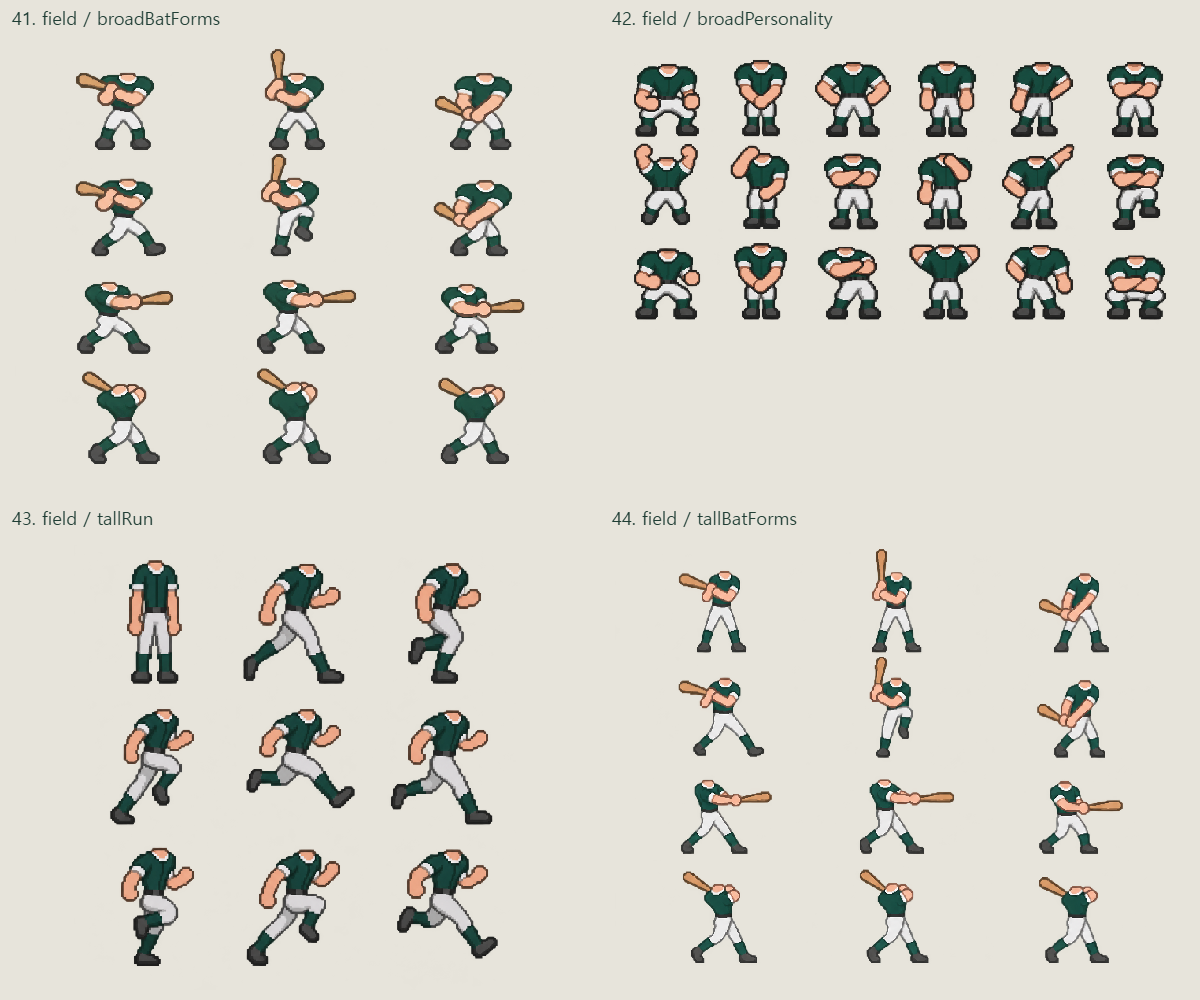 41. field / broadBatForms
42. field / broadPersonality
43. field / tallRun
44. field / tallBatForms